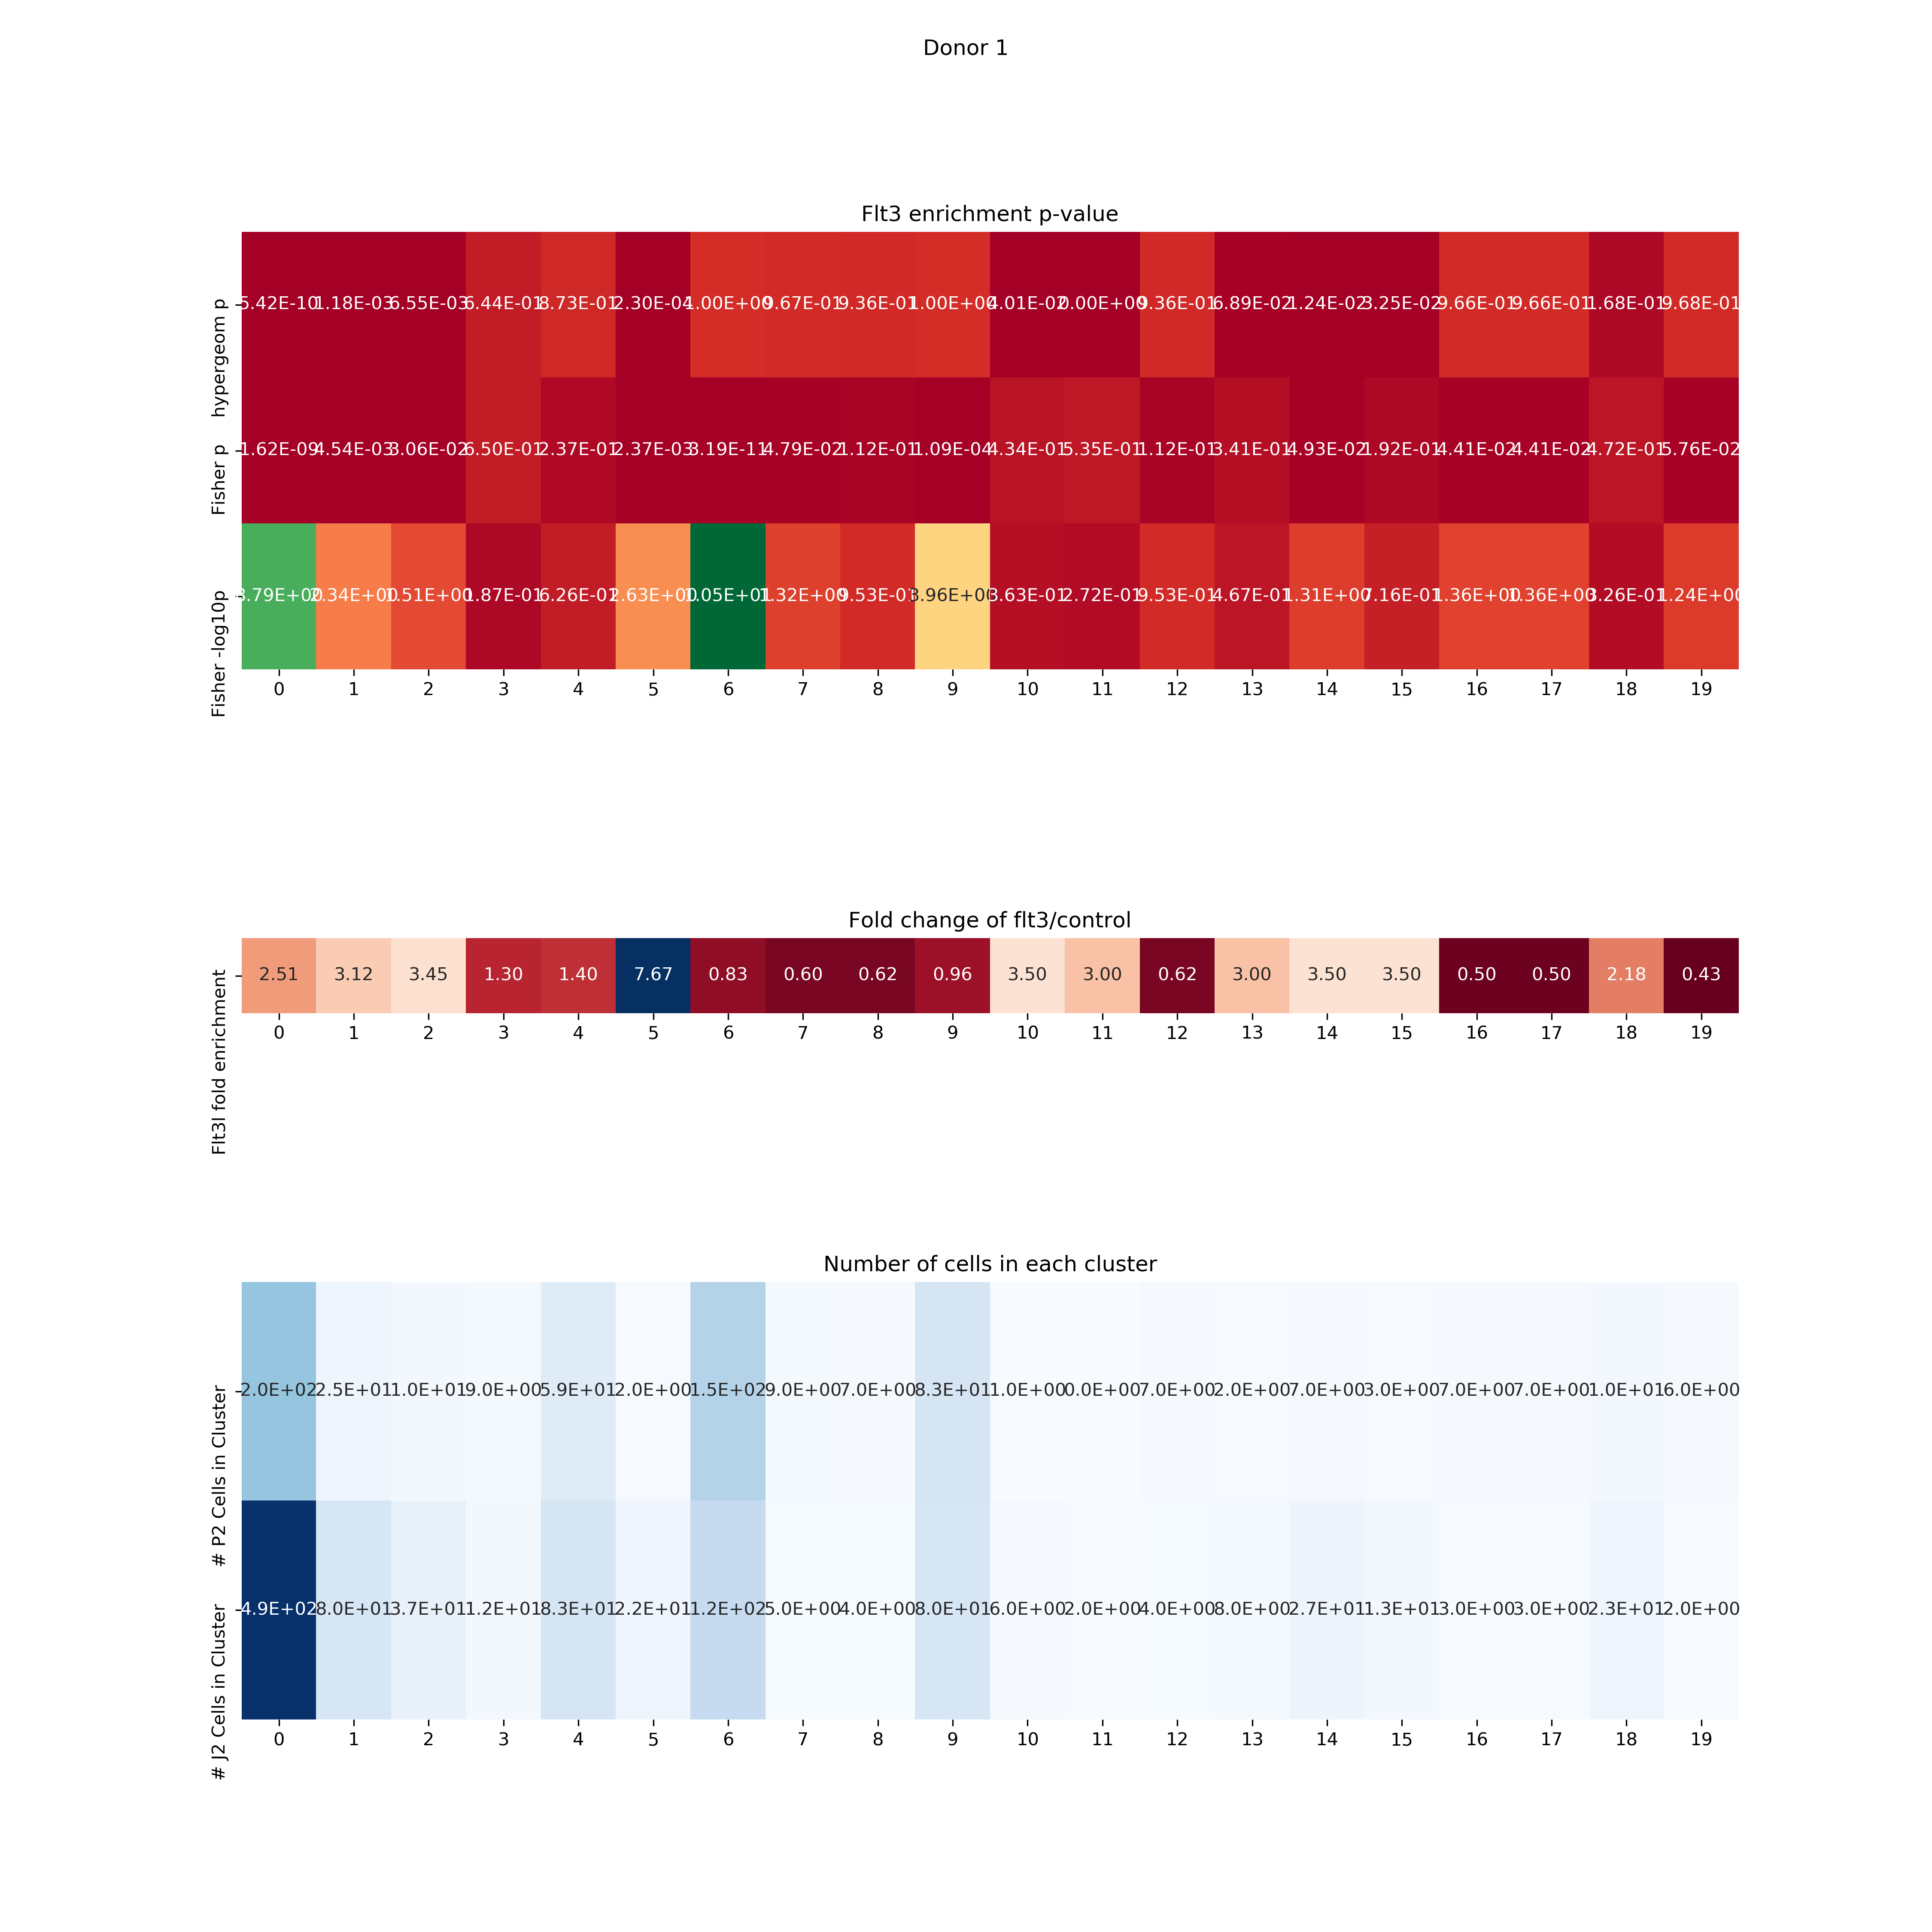 Donor 1
Flt3 enrichment p-value
hypergeom p
5.42E-10 1.18E-03 6.55E-03 6.44E-01 8.73E-01 2.30E-04 1.00E+00 9.67E-01 9.36E-01 1.00E+00 4.01E-02 0.00E+00 9.36E-01 6.89E-02 1.24E-02 3.25E-02 9.66E-01 9.66E-01 1.68E-01 9.68E-01
Fisher p
1.62E-09 4.54E-03 3.06E-02 6.50E-01 2.37E-01 2.37E-03 3.19E-11 4.79E-02 1.12E-01 1.09E-04 4.34E-01 5.35E-01 1.12E-01 3.41E-01 4.93E-02 1.92E-01 4.41E-02 4.41E-02 4.72E-01 5.76E-02
Fisher -log10p
8.79E+00 2.34E+00 1.51E+00 1.87E-01 6.26E-01 2.63E+00 1.05E+01 1.32E+00 9.53E-01 3.96E+00 3.63E-01 2.72E-01 9.53E-01 4.67E-01 1.31E+00 7.16E-01 1.36E+00 1.36E+00 3.26E-01 1.24E+00
0 1 2 3 4 5 6 7 8 9 10 11 12 13 14 15 16 17 18 19
Fold change of flt3/control
Flt3l fold enrichment
2.51 3.12 3.45 1.30 1.40 7.67 0.83 0.60 0.62 0.96 3.50 3.00 0.62 3.00 3.50 3.50 0.50 0.50 2.18 0.43
0 1 2 3 4 5 6 7 8 9 10 11 12 13 14 15 16 17 18 19
Number of cells in each cluster
# P2 Cells in Cluster
2.0E+02 2.5E+01 1.0E+01 9.0E+00 5.9E+01 2.0E+00 1.5E+02 9.0E+00 7.0E+00 8.3E+01 1.0E+00 0.0E+00 7.0E+00 2.0E+00 7.0E+00 3.0E+00 7.0E+00 7.0E+00 1.0E+01 6.0E+00
# J2 Cells in Cluster
4.9E+02 8.0E+01 3.7E+01 1.2E+01 8.3E+01 2.2E+01 1.2E+02 5.0E+00 4.0E+00 8.0E+01 6.0E+00 2.0E+00 4.0E+00 8.0E+00 2.7E+01 1.3E+01 3.0E+00 3.0E+00 2.3E+01 2.0E+00
0 1 2 3 4 5 6 7 8 9 10 11 12 13 14 15 16 17 18 19